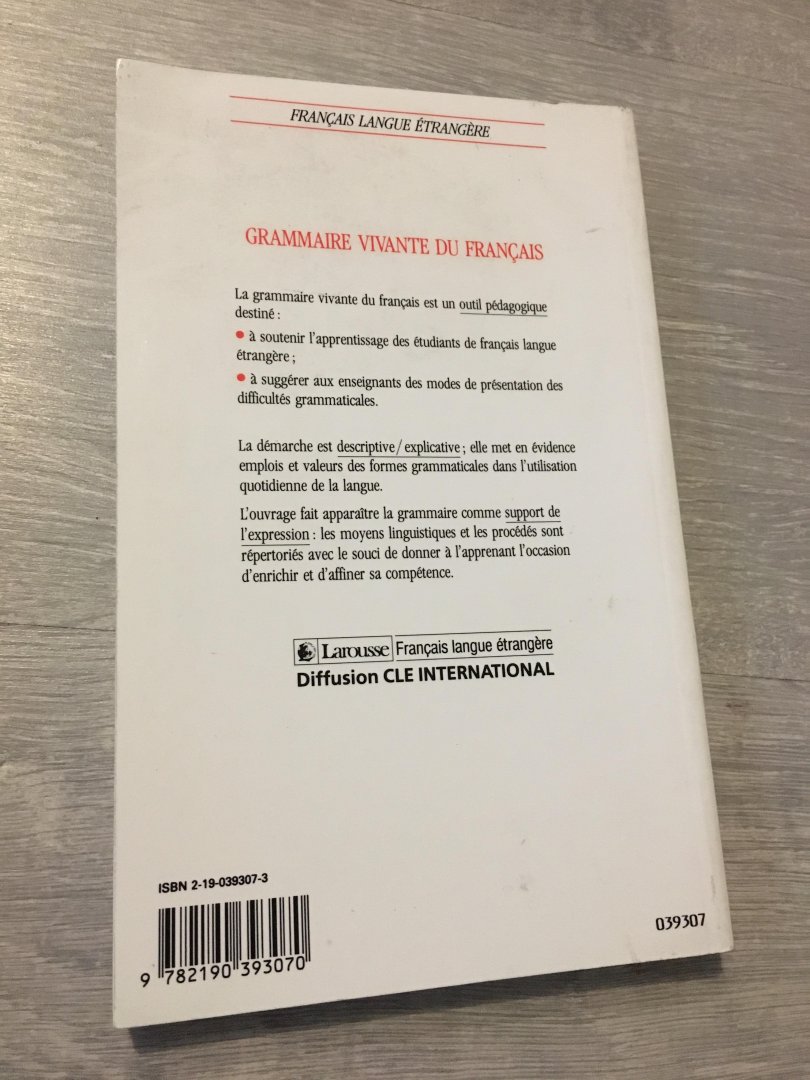 FRANÇAIS LANGUE ÉTRANGÈRE
GRAMMAIRE VIVANTE DU FRANÇAIS
La grammaire vivante du français est un outil pédagogique
destiné :
• à soutenir l'apprentissage des étudiants de français langue
étrangère ;
• à suggérer aux enseignants des modes de présentation des
difficultés grammaticales.
La démarche est descriptive / explicative ; elle met en évidence
emplois et valeurs des formes grammaticales dans l'utilisation
quotidienne de la langue.
L'ouvrage fait apparaître la grammaire comme support de
l'expression : les moyens linguistiques et les procédés sont
répertoriés avec le souci de donner à l'apprenant l'occasion
d'enrichir et d'affiner sa compétence.
LAROUSSE Français langue étrangère
Diffusion CLE INTERNATIONAL
ISBN 2-19-039307-3
9 782190 393070
039307